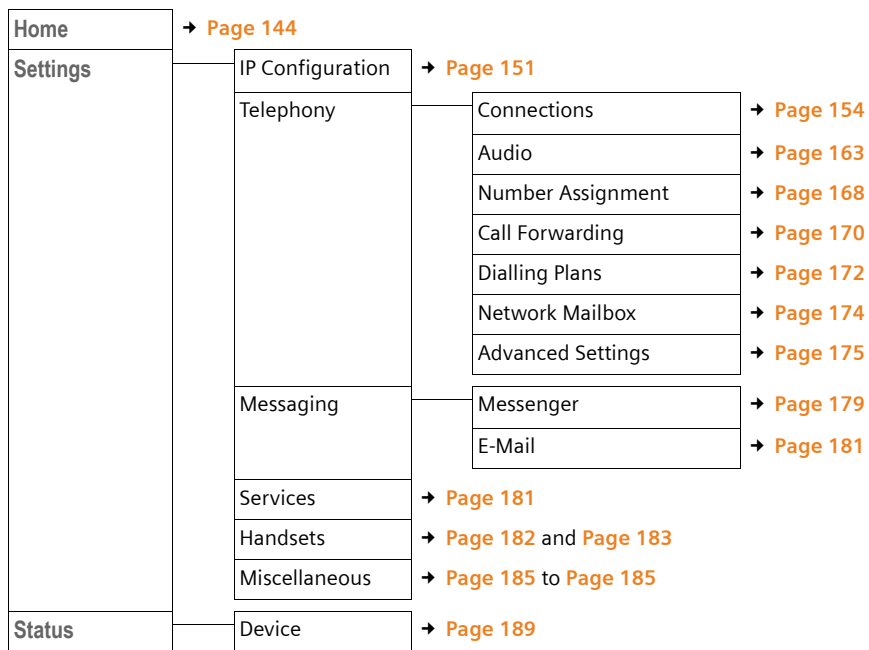 Home → Page 144
Settings IP Configuration → Page 151
Telephony Connections → Page 154
Audio → Page 163
Number Assignment → Page 168
Call Forwarding → Page 170
Dialling Plans → Page 172
Network Mailbox → Page 174
Advanced Settings → Page 175
Messaging Messenger → Page 179
E-Mail → Page 181
Services → Page 181
Handsets → Page 182 and Page 183
Miscellaneous → Page 185 to Page 185
Status Device → Page 189